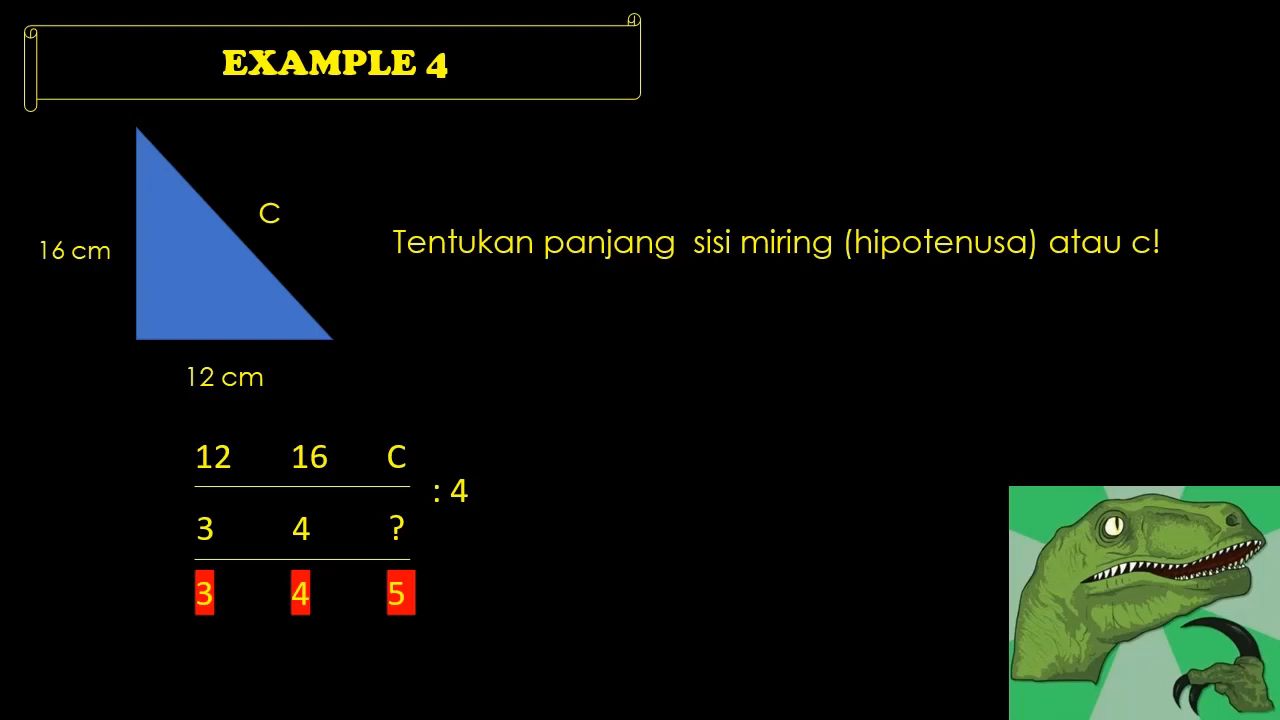 EXAMPLE 4
C
16 cm
Tentukan panjang sisi miring (hipotenusa) atau c!
12 cm
12 16 C
: 4
3 4 ?
3 4 5